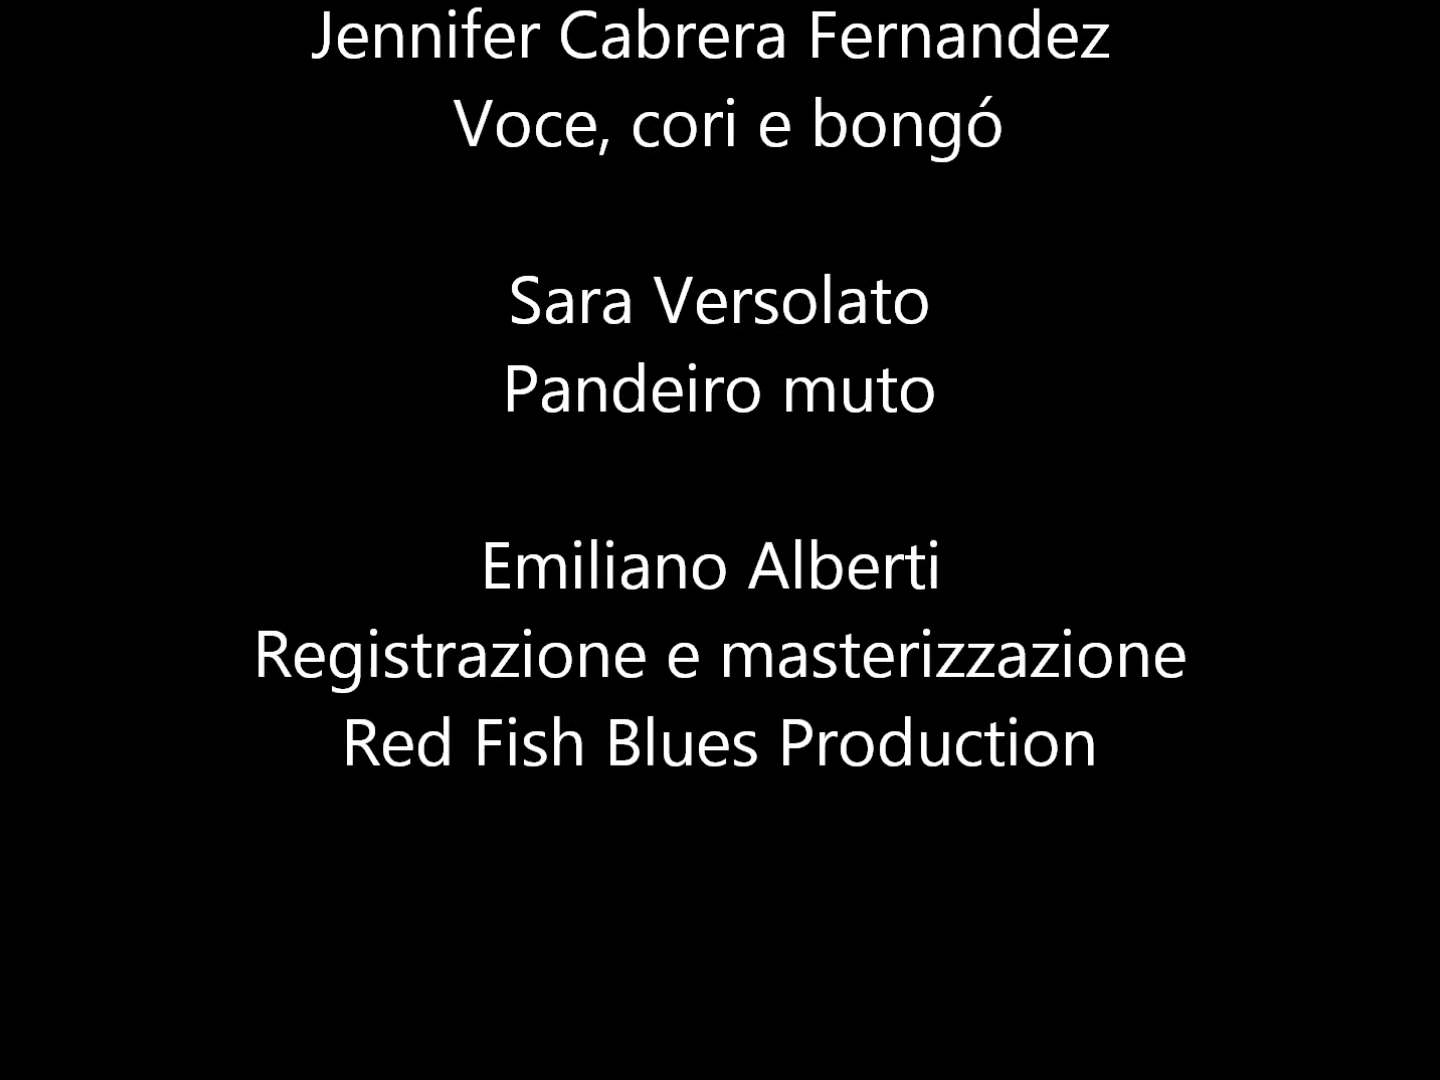 Jennifer Cabrera Fernandez
Voce, cori e bongó
Sara Versolato
Pandeiro muto
Emiliano Alberti
Registrazione e masterizzazione
Red Fish Blues Production